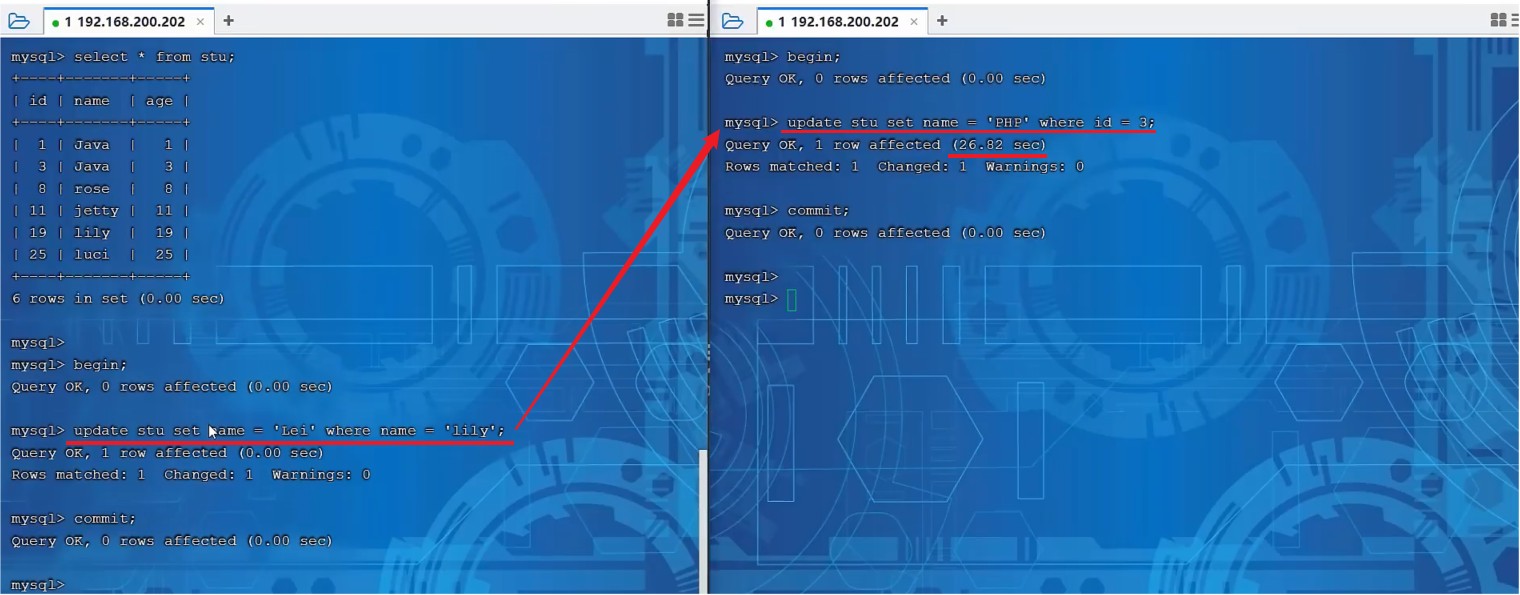 1 192.168.200.202 × +
mysql> select * from stu;
+----+-------+-----+
| id | name  | age |
+----+-------+-----+
|  1 | Java  |   1 |
|  3 | Java  |   3 |
|  8 | rose  |   8 |
| 11 | jetty |  11 |
| 19 | lily  |  19 |
| 25 | luci  |  25 |
+----+-------+-----+
6 rows in set (0.00 sec)
mysql>
mysql> begin;
Query OK, 0 rows affected (0.00 sec)
mysql> update stu set name = 'Lei' where name = 'lily';
Query OK, 1 row affected (0.00 sec)
Rows matched: 1  Changed: 1  Warnings: 0
mysql> commit;
Query OK, 0 rows affected (0.00 sec)
mysql>
1 192.168.200.202 × +
mysql> begin;
Query OK, 0 rows affected (0.00 sec)
mysql> update stu set name = 'PHP' where id = 3;
Query OK, 1 row affected (26.82 sec)
Rows matched: 1  Changed: 1  Warnings: 0
mysql> commit;
Query OK, 0 rows affected (0.00 sec)
mysql>
mysql>